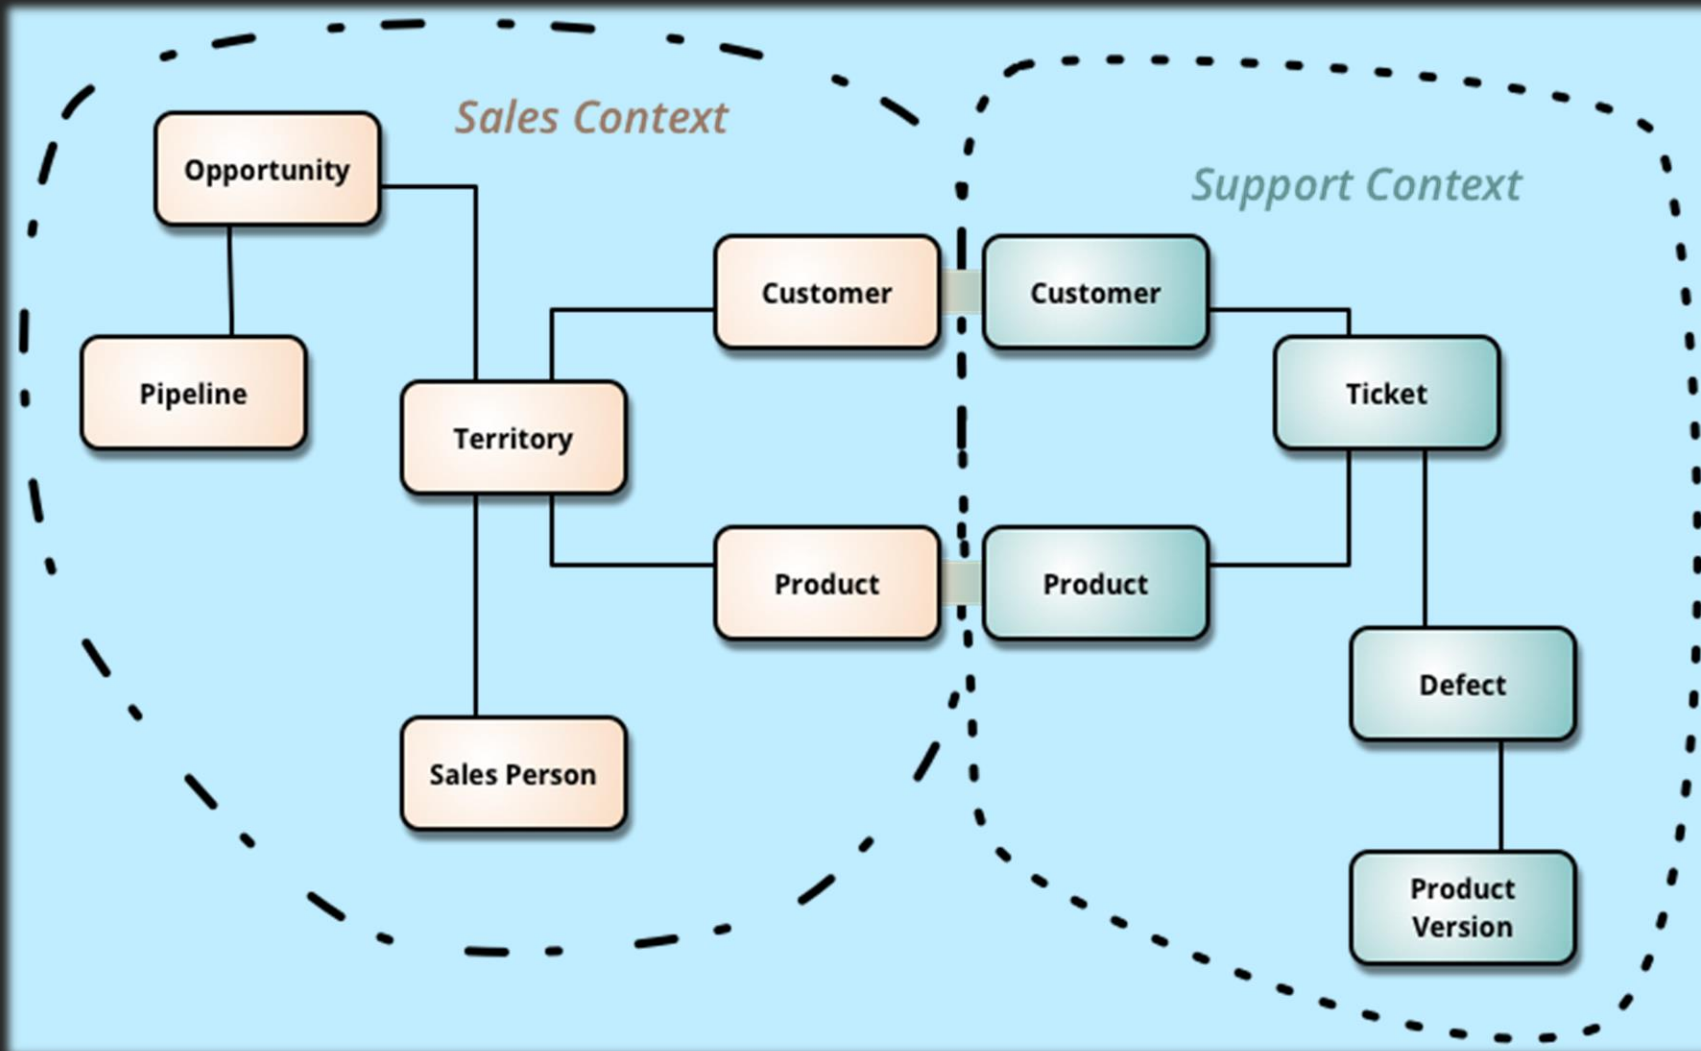 Sales Context
Opportunity
Support Context
Customer
Customer
Pipeline
Ticket
Territory
Product
Product
Defect
Sales Person
Product
Version